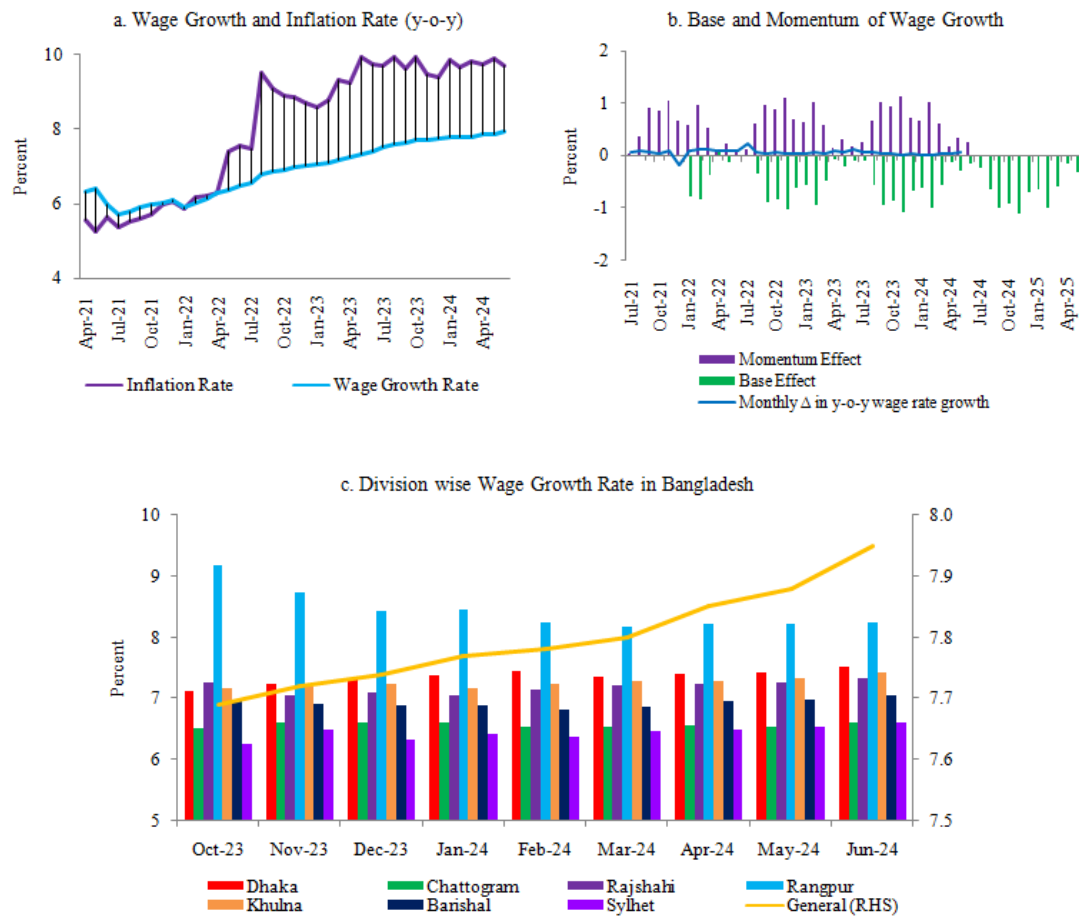 a. Wage Growth and Inflation Rate (y-o-y)
Percent
10
8
6
4
Apr-21
Jul-21
Oct-21
Jan-22
Apr-22
Jul-22
Oct-22
Jan-23
Apr-23
Jul-23
Oct-23
Jan-24
Apr-24
Inflation Rate
Wage Growth Rate
b. Base and Momentum of Wage Growth
Percent
2
1
0
-1
-2
Jul-21
Oct-21
Jan-22
Apr-22
Jul-22
Oct-22
Jan-23
Apr-23
Jul-23
Oct-23
Jan-24
Apr-24
Jul-24
Oct-24
Jan-25
Apr-25
Momentum Effect
Base Effect
Monthly Δ in y-o-y wage rate growth
c. Division wise Wage Growth Rate in Bangladesh
Percent
10
9
8
7
6
5
8.0
7.9
7.8
7.7
7.6
7.5
Oct-23 Nov-23 Dec-23 Jan-24 Feb-24 Mar-24 Apr-24 May-24 Jun-24
Dhaka Chattogram Rajshahi Rangpur
Khulna Barishal Sylhet General (RHS)